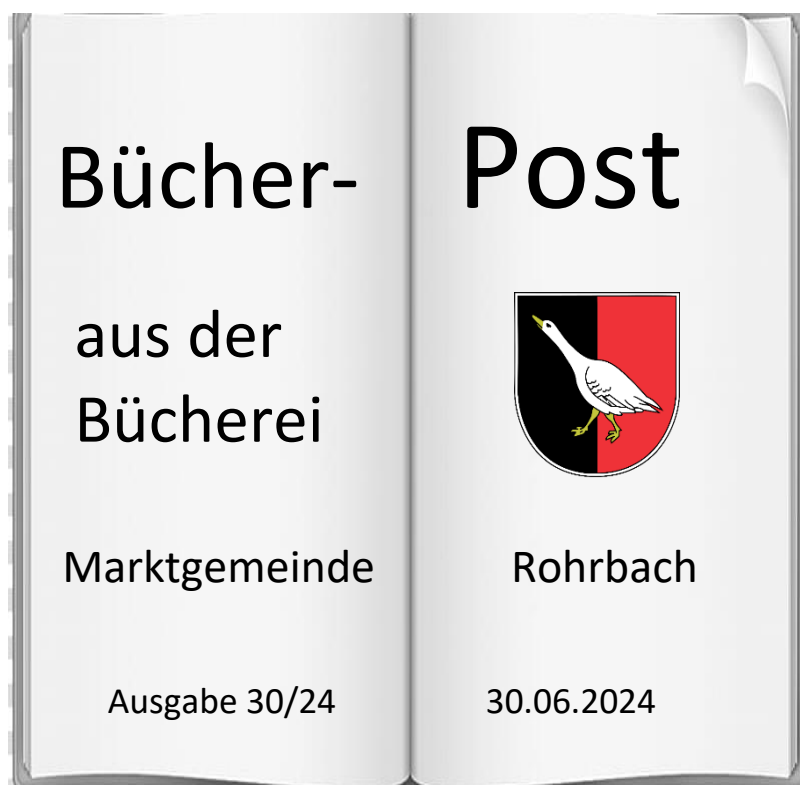 Bücher- Post
aus der
Bücherei
Marktgemeinde Rohrbach
Ausgabe 30/24 30.06.2024